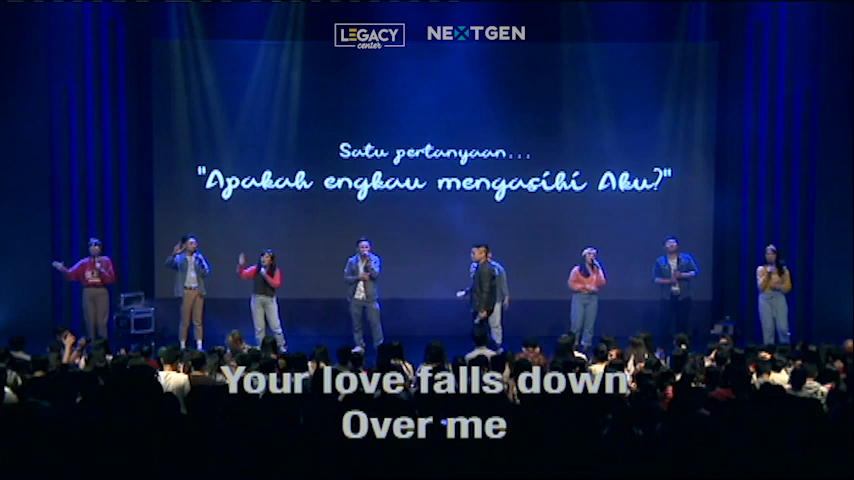 LEGACY
center
NEXTGEN
Satu pertanyaan...
"Apakah engkau mengasihi Aku?"
Your love falls down
Over me